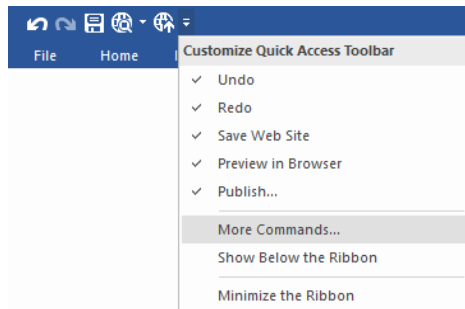 File Home
Customize Quick Access Toolbar
Undo
Redo
Save Web Site
Preview in Browser
Publish...
More Commands...
Show Below the Ribbon
Minimize the Ribbon